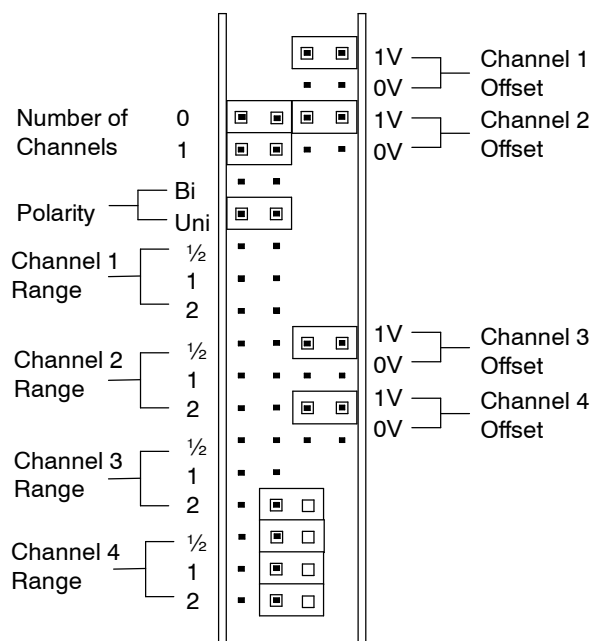 1V
Channel 1
0V
Offset
Number of
0
1V
Channel 2
Channels
1
0V
Offset
Bi
Polarity
Uni
½
Channel 1
1
Range
2
1V
Channel 3
½
0V
Offset
Channel 2
1
Range
2
1V
Channel 4
0V
Offset
½
Channel 3
1
Range
2
½
Channel 4
1
Range
2